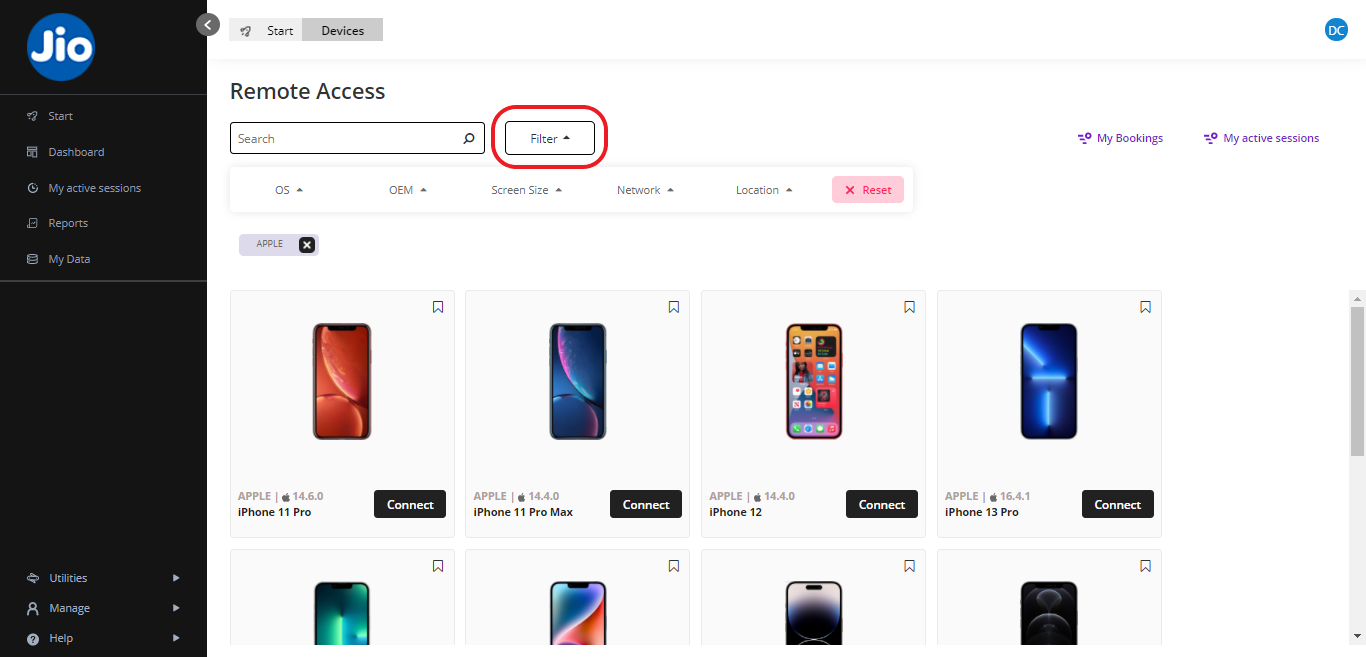 Jio
Start
Devices
DC
Start
Dashboard
My active sessions
Reports
My Data
Remote Access
Search
Filter
My Bookings
My active sessions
OS
OEM
Screen Size
Network
Location
Reset
APPLE
APPLE | 14.6.0
iPhone 11 Pro
Connect
APPLE | 14.4.0
iPhone 11 Pro Max
Connect
APPLE | 14.4.0
iPhone 12
Connect
APPLE | 16.4.1
iPhone 13 Pro
Connect
Utilities
Manage
Help